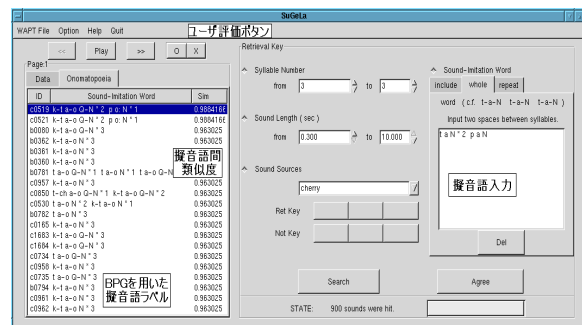 SuGeLa
WAPT File Option Help Quit
ユーザ評価ボタン
<< Play >> O X
Page:1
Data Onomatopoeia
ID Sound-Imitation Word Sim
c0519 k-t a-o Q-N * 2 p o: N * 1 0.988416E
c0521 k-t a-o Q-N * 2 p o: N * 1 0.988416E
b0080 k-t a-o Q-N * 3 0.963025
b0362 k-t a-o N * 3 0.963025
b0361 k-t a-o N * 3
b0360 k-t a-o N * 3
b0781 t a-o Q-N * 1 t a-o N * 1 t a-o Q-N
c0957 k-t a-o N * 3 0.963025
c0850 t-ch a-o Q-N * 1 k-t a-o Q-N * 2 0.963025
c0530 t a-o N * 2 k-t a-o N * 1 0.963025
b0782 t a-o N * 3 0.963025
c0165 k-t a-o N * 3 0.963025
c1683 k-t a-o Q-N * 3 0.963025
c1684 k-t a-o Q-N * 3 0.963025
c0734 t a-o Q-N * 3 0.963025
c0958 k-t a-o N * 3 0.963025
c0735 t a-o Q-N * 3 0.963025
b0794 k-t a-o N * 3 0.963025
c0961 k-t a-o N * 3 0.963025
c0962 k-t a-o N * 3 0.963025
擬音語間
類似度
BPGを用いた
擬音語ラベル
Retrieval Key
Syllable Number
from 3 to 3
Sound Length ( sec )
from 0.300 to 10.000
Sound Sources
cherry
Ret Key
Not Key
Search
STATE: 900 sounds were hit.
Sound-Imitation Word
include whole repeat
word ( c.f. t-a-N t-a-N t-a-N )
Input two spaces between syllables.
t a N * 2 p a N
擬音語入力
Del
Agree